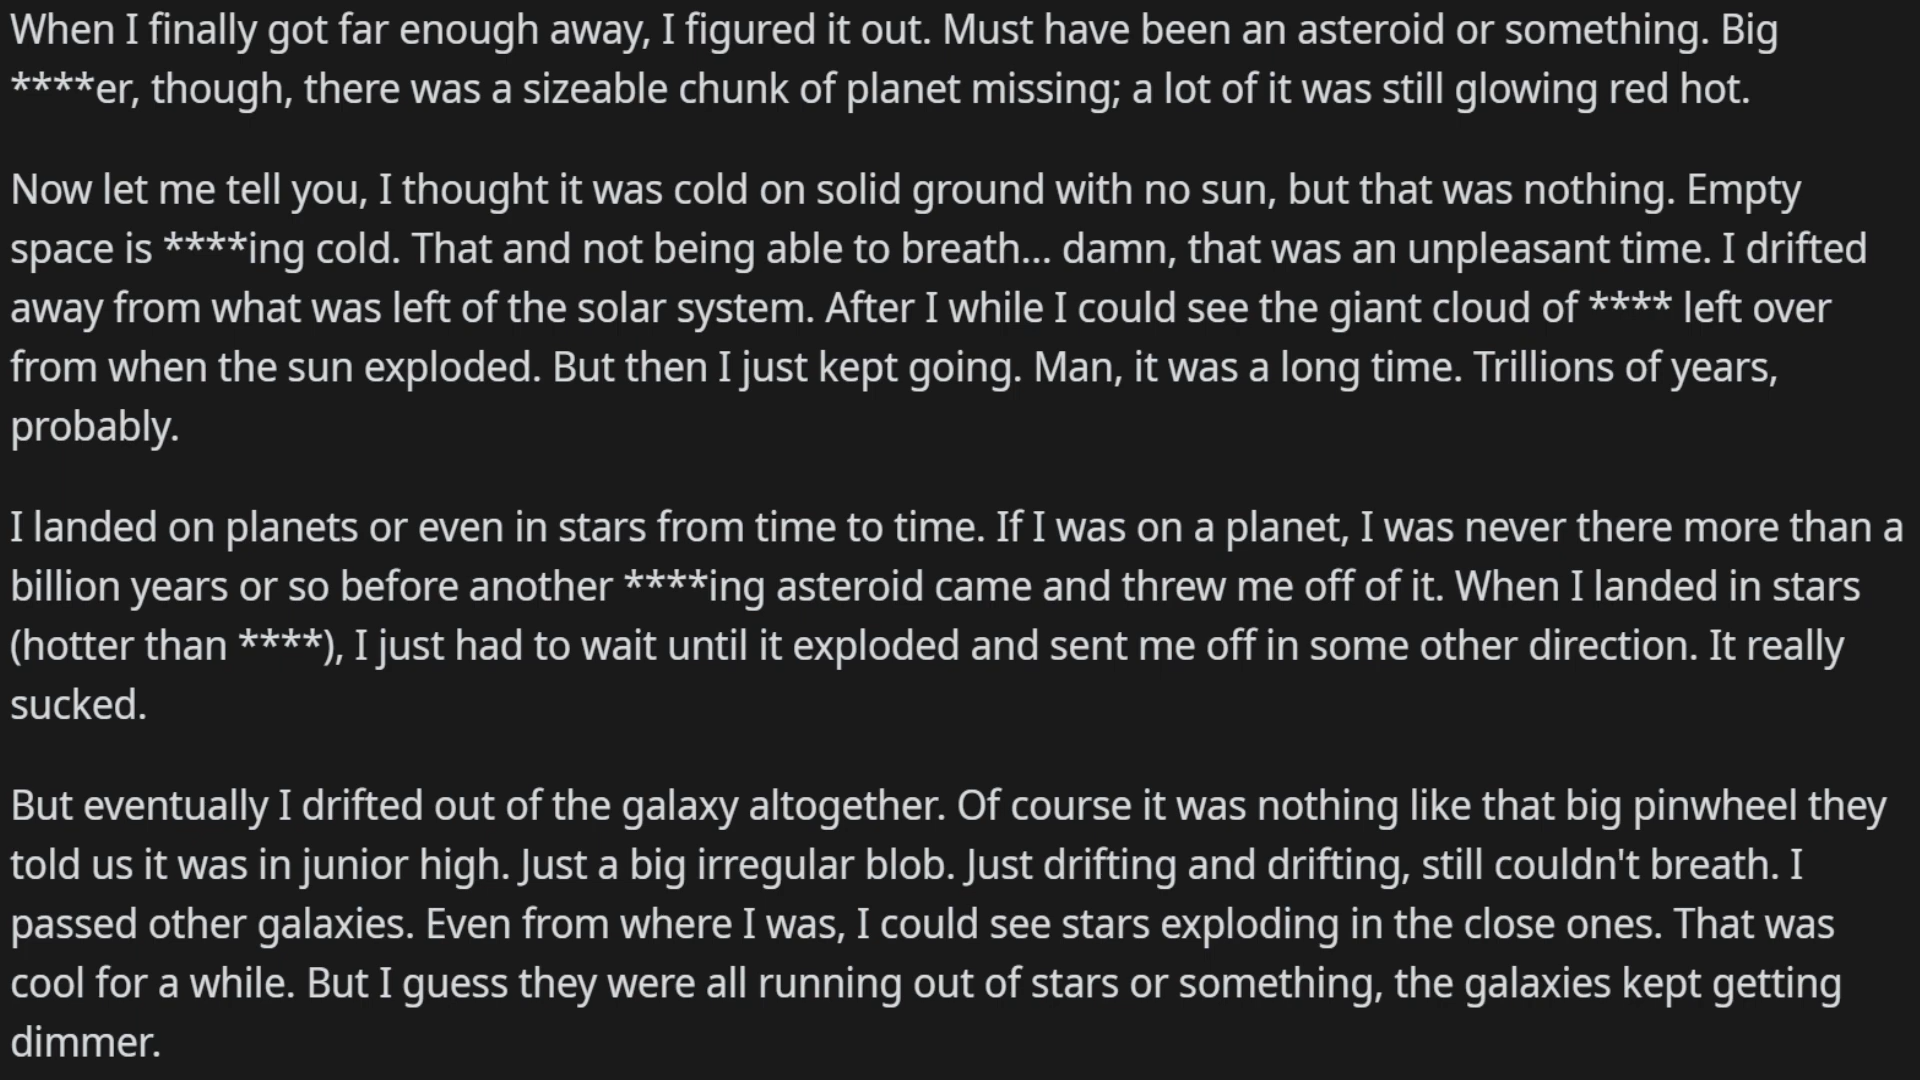 When I finally got far enough away, I figured it out. Must have been an asteroid or something. Big
****er, though, there was a sizeable chunk of planet missing; a lot of it was still glowing red hot.
Now let me tell you, I thought it was cold on solid ground with no sun, but that was nothing. Empty
space is ****ing cold. That and not being able to breath... damn, that was an unpleasant time. I drifted
away from what was left of the solar system. After I while I could see the giant cloud of **** left over
from when the sun exploded. But then I just kept going. Man, it was a long time. Trillions of years,
probably.
I landed on planets or even in stars from time to time. If I was on a planet, I was never there more than a
billion years or so before another ****ing asteroid came and threw me off of it. When I landed in stars
(hotter than ****), I just had to wait until it exploded and sent me off in some other direction. It really
sucked.
But eventually I drifted out of the galaxy altogether. Of course it was nothing like that big pinwheel they
told us it was in junior high. Just a big irregular blob. Just drifting and drifting, still couldn't breath. I
passed other galaxies. Even from where I was, I could see stars exploding in the close ones. That was
cool for a while. But I guess they were all running out of stars or something, the galaxies kept getting
dimmer.